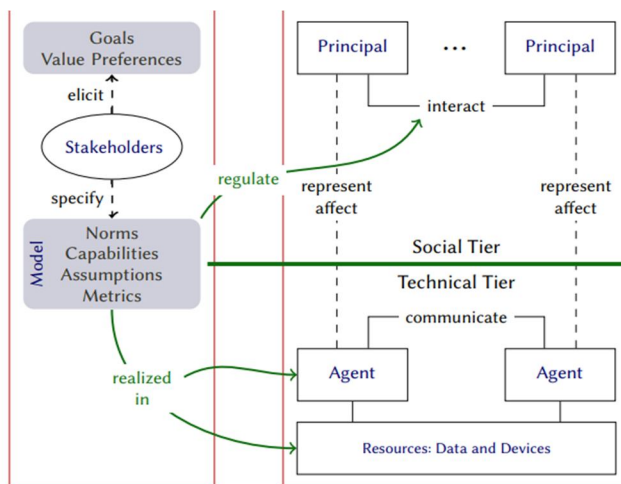 Goals
Value Preferences
elicit
Stakeholders
specify
Model
Norms
Capabilities
Assumptions
Metrics
regulate
realized
in
Principal
...
Principal
interact
represent
affect
represent
affect
Social Tier
Technical Tier
communicate
Agent
Agent
Resources: Data and Devices